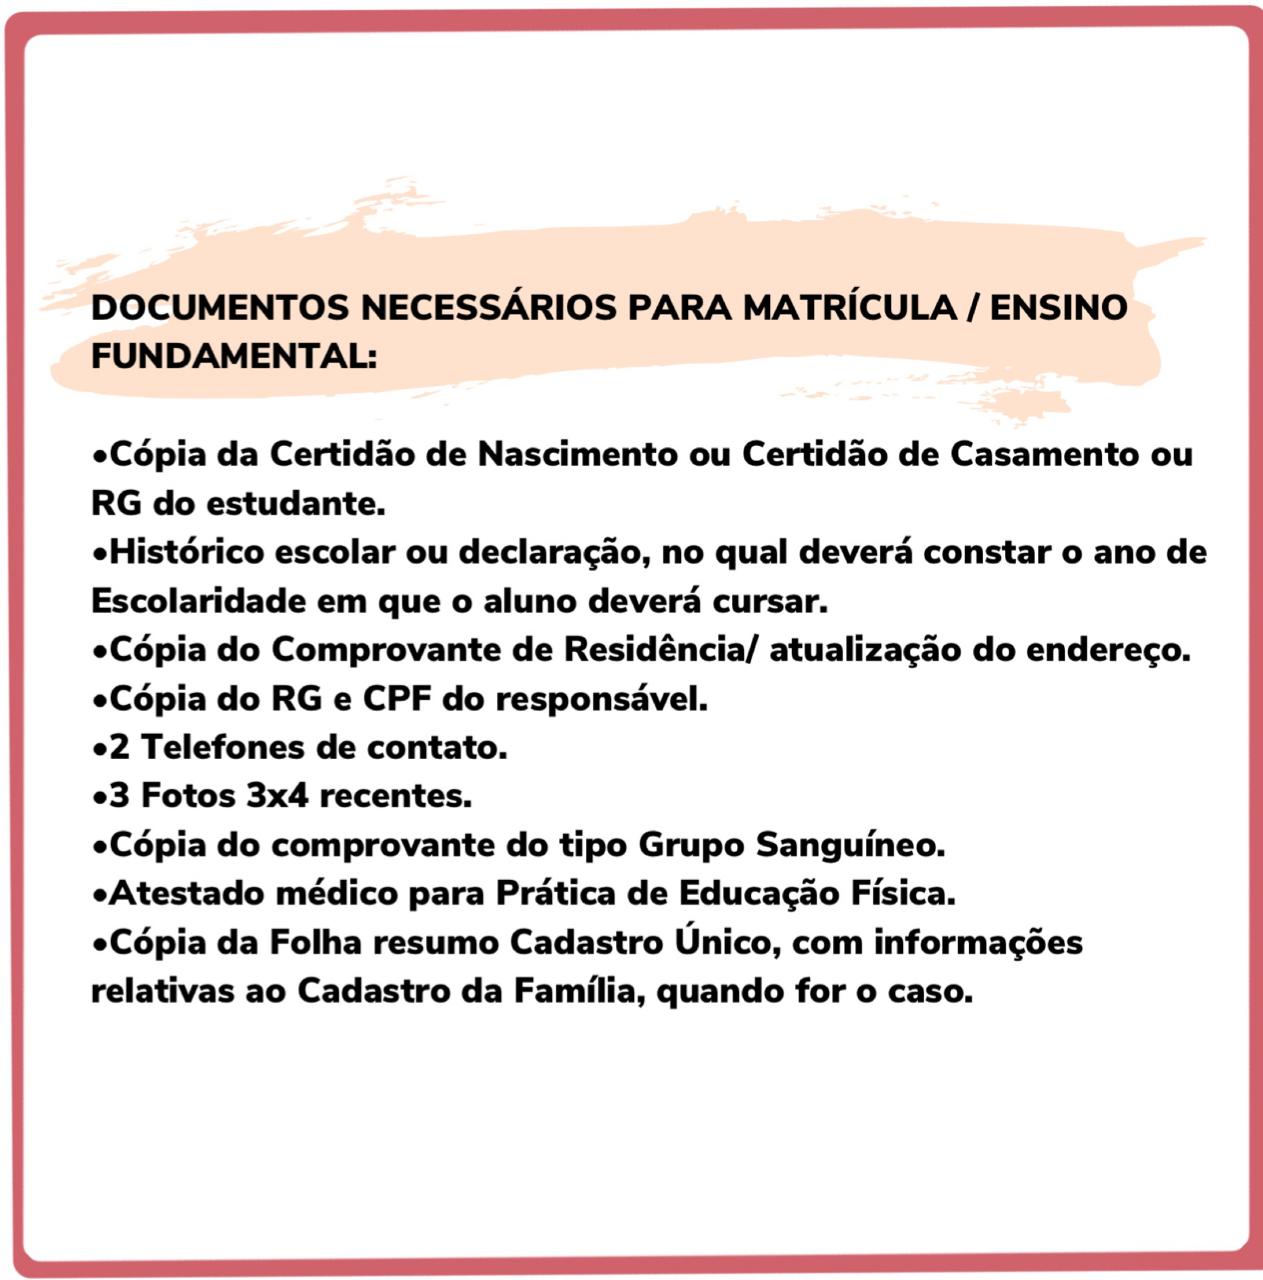 DOCUMENTOS NECESSÁRIOS PARA MATRÍCULA / ENSINO
FUNDAMENTAL:
•Cópia da Certidão de Nascimento ou Certidão de Casamento ou
RG do estudante.
•Histórico escolar ou declaração, no qual deverá constar o ano de
Escolaridade em que o aluno deverá cursar.
•Cópia do Comprovante de Residência/ atualização do endereço.
•Cópia do RG e CPF do responsável.
•2 Telefones de contato.
•3 Fotos 3x4 recentes.
•Cópia do comprovante do tipo Grupo Sanguíneo.
•Atestado médico para Prática de Educação Física.
•Cópia da Folha resumo Cadastro Único, com informações
relativas ao Cadastro da Família, quando for o caso.